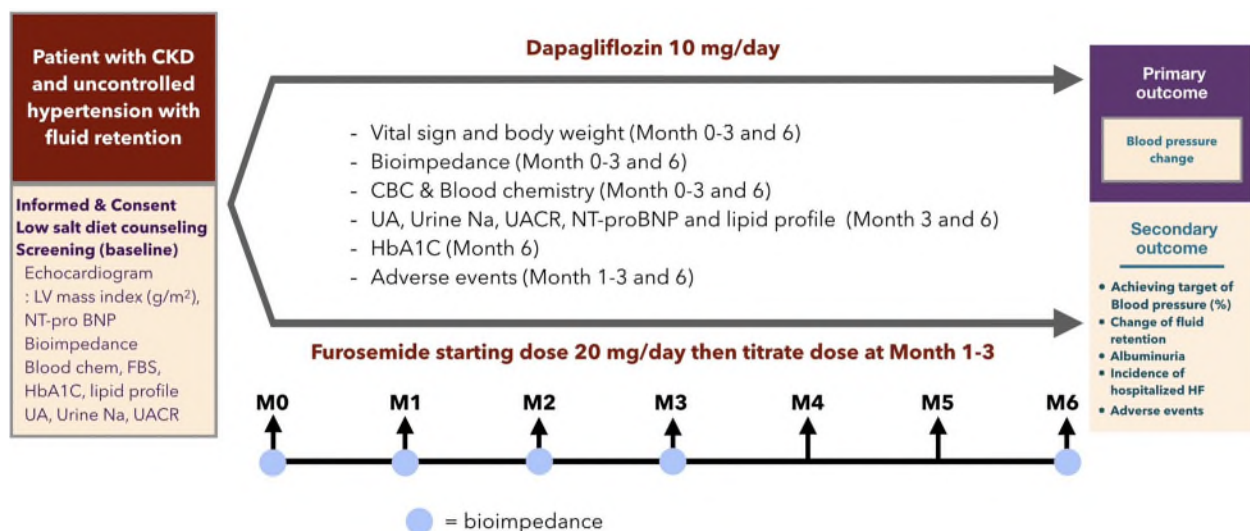 Patient with CKD
and uncontrolled
hypertension with
fluid retention
Informed & Consent
Low salt diet counseling
Screening (baseline)
Echocardiogram
: LV mass index (g/m²),
NT-pro BNP
Bioimpedance
Blood chem, FBS,
HbA1C, lipid profile
UA, Urine Na, UACR
Dapagliflozin 10 mg/day
- Vital sign and body weight (Month 0-3 and 6)
- Bioimpedance (Month 0-3 and 6)
- CBC & Blood chemistry (Month 0-3 and 6)
- UA, Urine Na, UACR, NT-proBNP and lipid profile (Month 3 and 6)
- HbA1C (Month 6)
- Adverse events (Month 1-3 and 6)
Furosemide starting dose 20 mg/day then titrate dose at Month 1-3
M0 M1 M2 M3 M4 M5 M6
= bioimpedance
Primary
outcome
Blood pressure
change
Secondary
outcome
• Achieving target of
Blood pressure (%)
• Change of fluid
retention
• Albuminuria
• Incidence of
hospitalized HF
• Adverse events